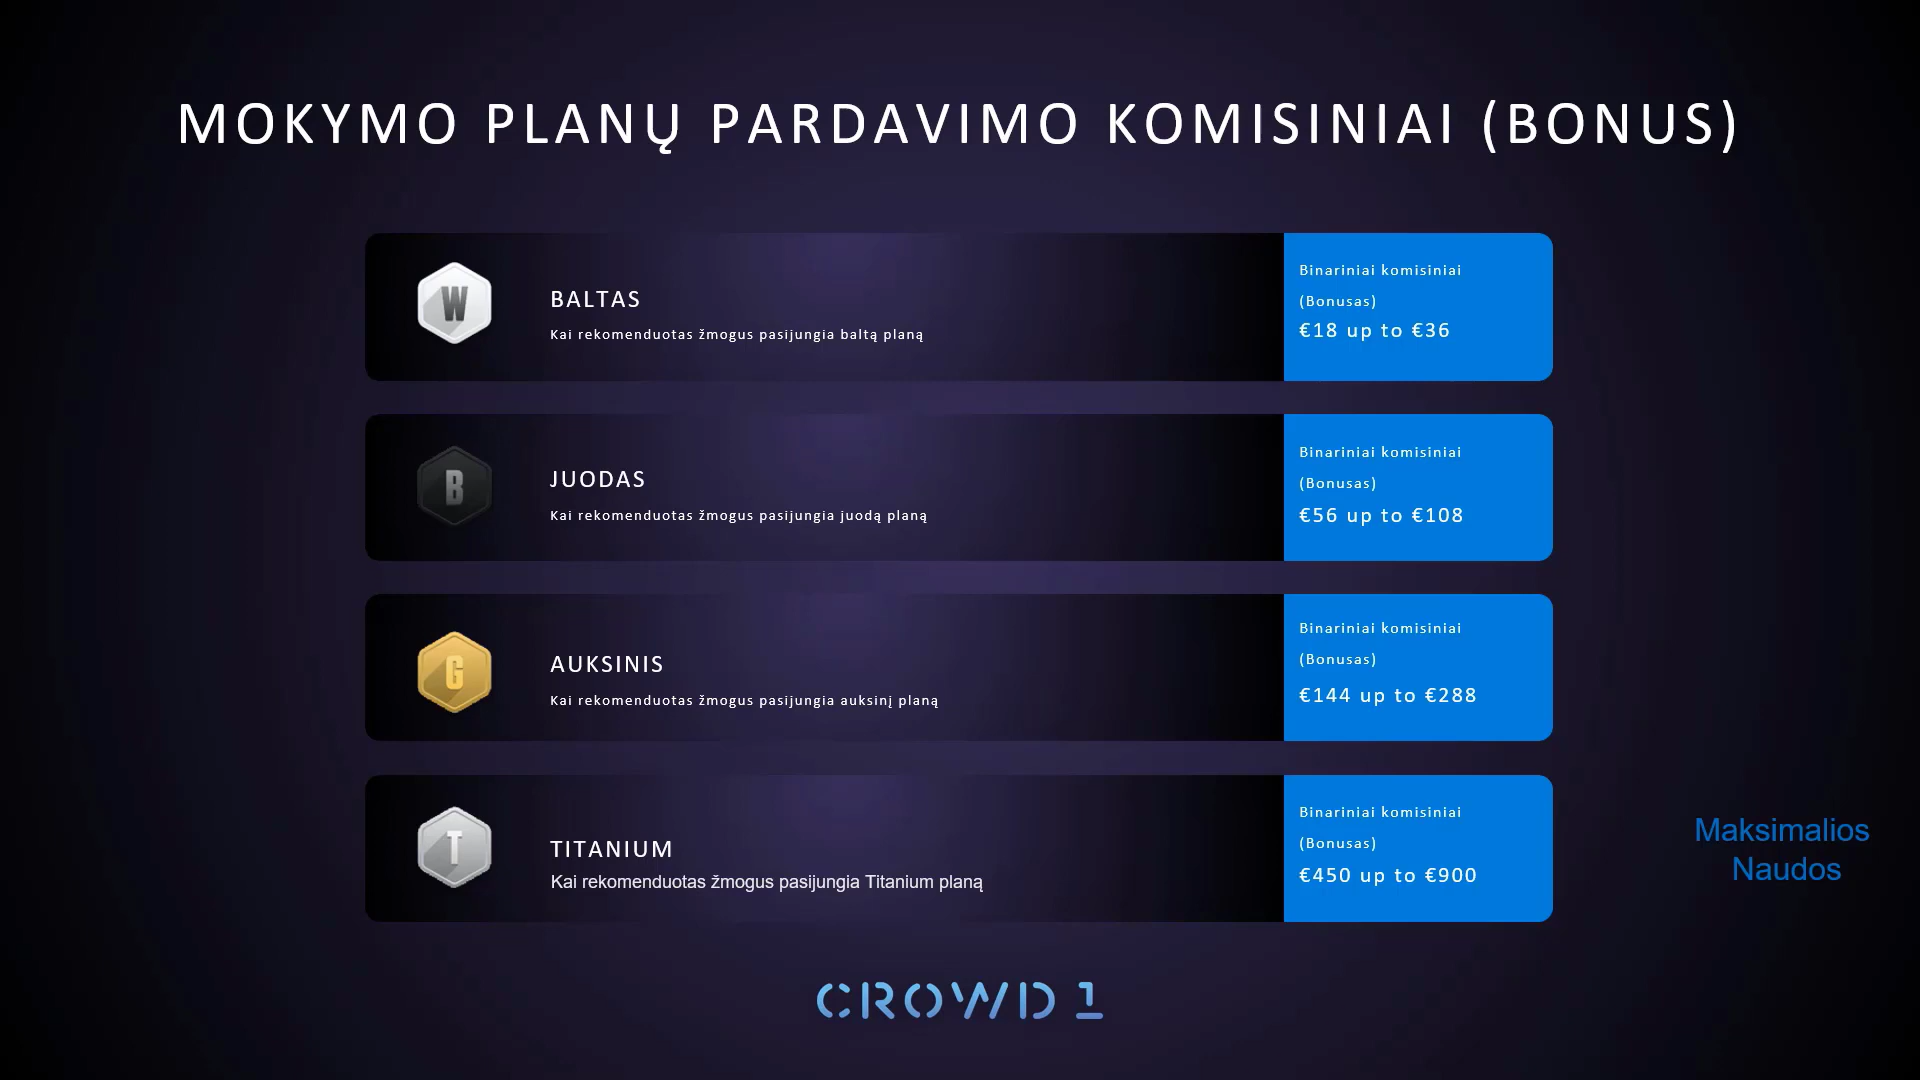 MOKYMO PLANŲ PARDAVIMO KOMISINIAI (BONUS)
W
BALTAS
Kai rekomenduotas žmogus pasijungia baltą planą
Binariniai komisiniai
(Bonusas)
€18 up to €36
B
JUODAS
Kai rekomenduotas žmogus pasijungia juodą planą
Binariniai komisiniai
(Bonusas)
€56 up to €108
G
AUKSINIS
Kai rekomenduotas žmogus pasijungia auksinį planą
Binariniai komisiniai
(Bonusas)
€144 up to €288
T
TITANIUM
Kai rekomenduotas žmogus pasijungia Titanium planą
Binariniai komisiniai
(Bonusas)
€450 up to €900
Maksimalios
Naudos
CROWD 1